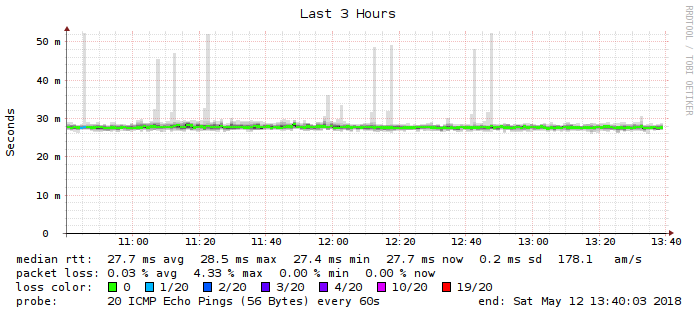 Last 3 Hours
RRDTOOL / TOBI OETIKER
Seconds
50 m
40 m
30 m
20 m
10 m
0
11:00 11:20 11:40 12:00 12:20 12:40 13:00 13:20 13:40
median rtt: 27.7 ms avg 28.5 ms max 27.4 ms min 27.7 ms now 0.2 ms sd 178.1 am/s
packet loss: 0.03 % avg 4.33 % max 0.00 % min 0.00 % now
loss color: 0 1/20 2/20 3/20 4/20 10/20 19/20
probe: 20 ICMP Echo Pings (56 Bytes) every 60s end: Sat May 12 13:40:03 2018